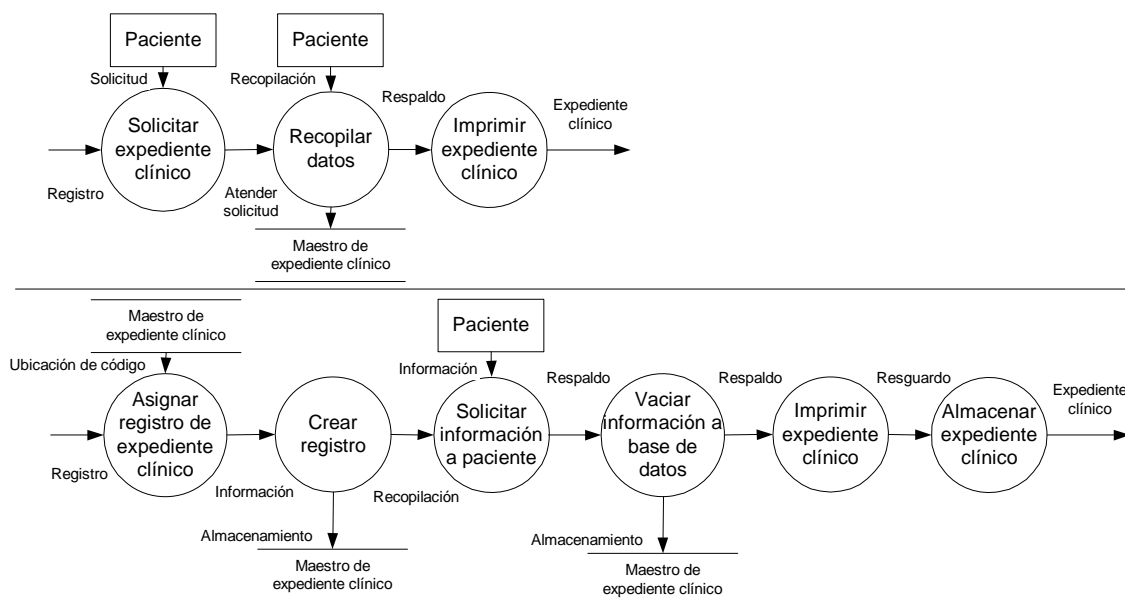 Paciente
Paciente
Solicitud
Recopilación
Respaldo
Expediente
clínico
Solicitar
expediente
clínico
Recopilar
datos
Imprimir
expediente
clínico
Registro
Atender
solicitud
Maestro de
expediente clínico
Maestro de
expediente clínico
Paciente
Ubicación de código
Información
Respaldo
Respaldo
Resguardo
Expediente
clínico
Asignar
registro de
expediente
clínico
Crear
registro
Solicitar
información
a paciente
Vaciar
información a
base de
datos
Imprimir
expediente
clínico
Almacenar
expediente
clínico
Registro
Información
Recopilación
Almacenamiento
Almacenamiento
Maestro de
expediente clínico
Maestro de
expediente clínico